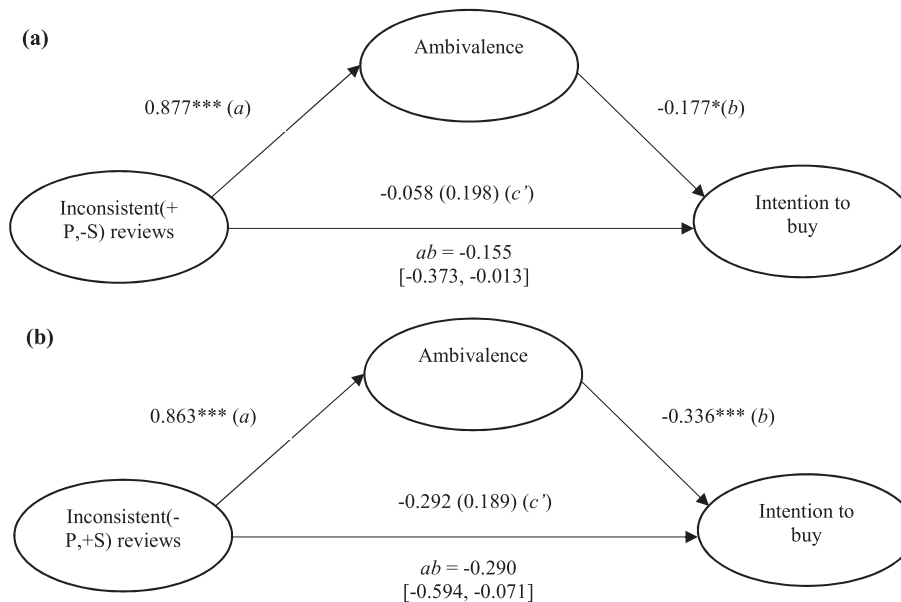 (a)
Ambivalence
0.877*** (a)
-0.177*(b)
-0.058 (0.198) (c’)
Inconsistent(+
P,-S) reviews
Intention to
buy
ab = -0.155
[-0.373, -0.013]
(b)
Ambivalence
0.863*** (a)
-0.336*** (b)
-0.292 (0.189) (c’)
Inconsistent(-
P,+S) reviews
Intention to
buy
ab = -0.290
[-0.594, -0.071]